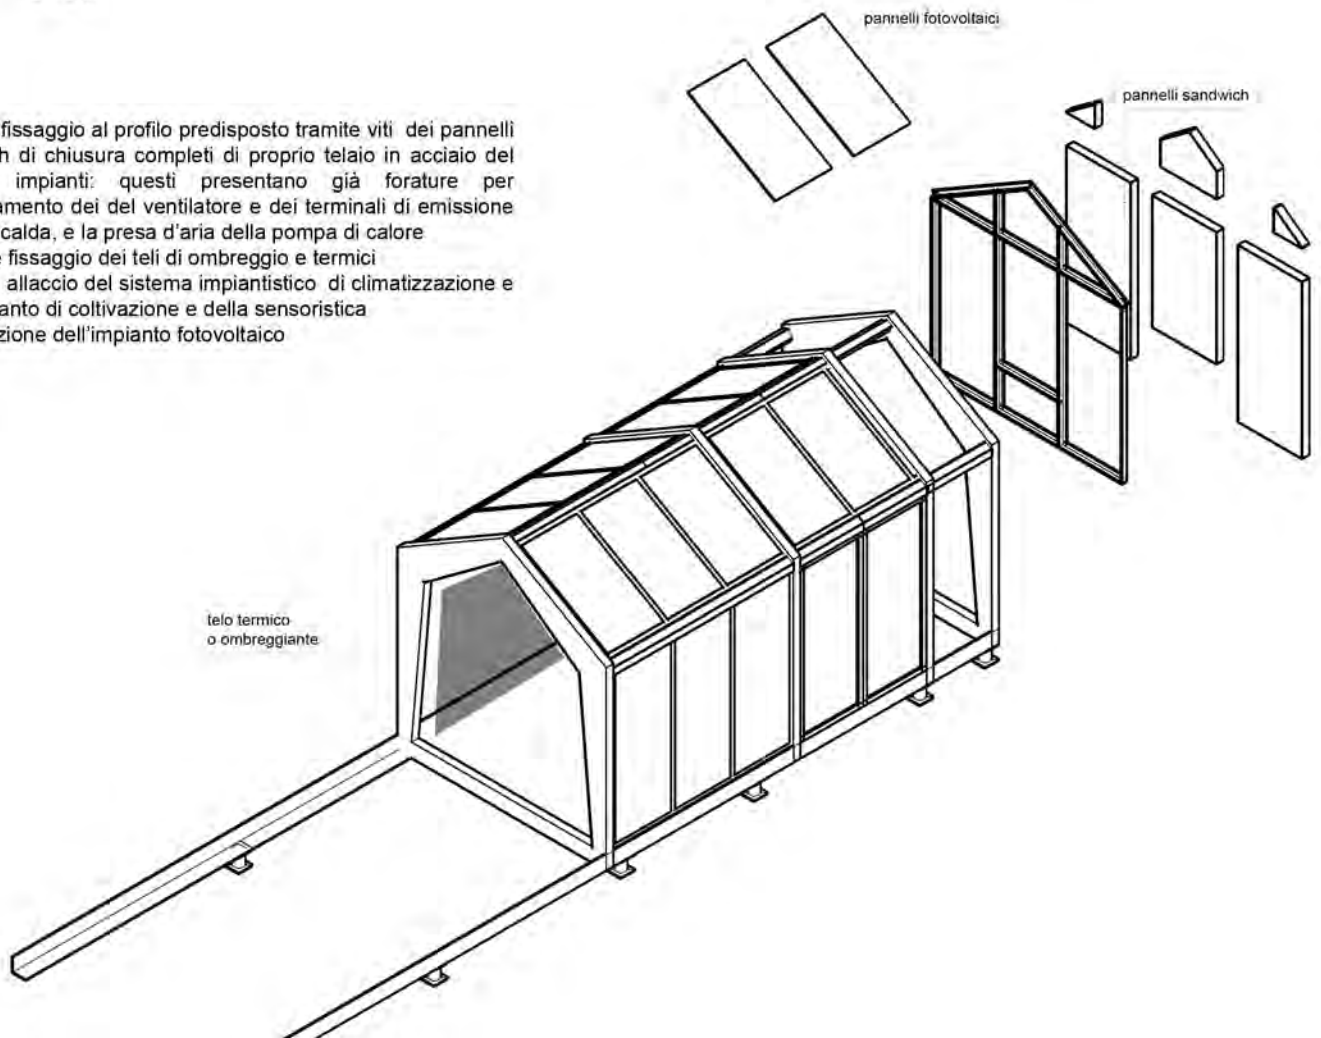 pannelli fotovoltaici
pannelli sandwich
fissaggio al profilo predisposto tramite viti dei pannelli
h di chiusura completi di proprio telaio in acciaio del
impianti: questi presentano già forature per
amento dei del ventilatore e dei terminali di emissione
calda, e la presa d'aria della pompa di calore
e fissaggio dei teli di ombreggio e termici
allaccio del sistema impiantistico di climatizzazione e
anto di coltivazione e della sensoristica
zione dell'impianto fotovoltaico
telo termico
o ombreggiante